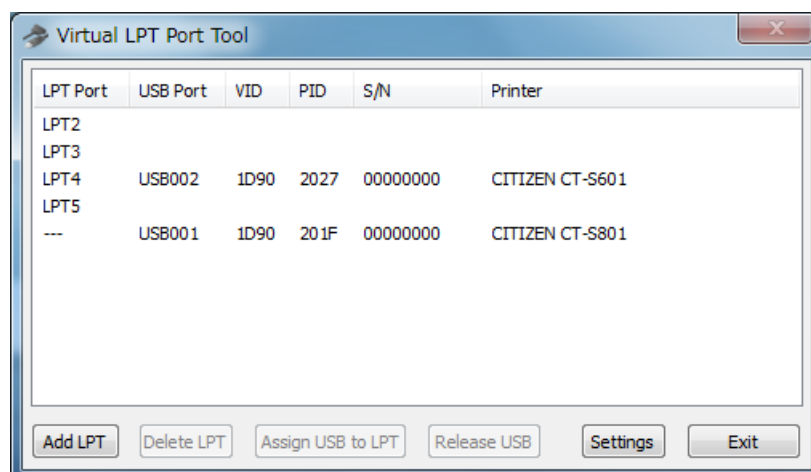 Virtual LPT Port Tool
LPT Port USB Port VID PID S/N Printer
LPT2
LPT3
LPT4 USB002 1D90 2027 00000000 CITIZEN CT-S601
LPT5
--- USB001 1D90 201F 00000000 CITIZEN CT-S801
Add LPT Delete LPT Assign USB to LPT Release USB Settings Exit